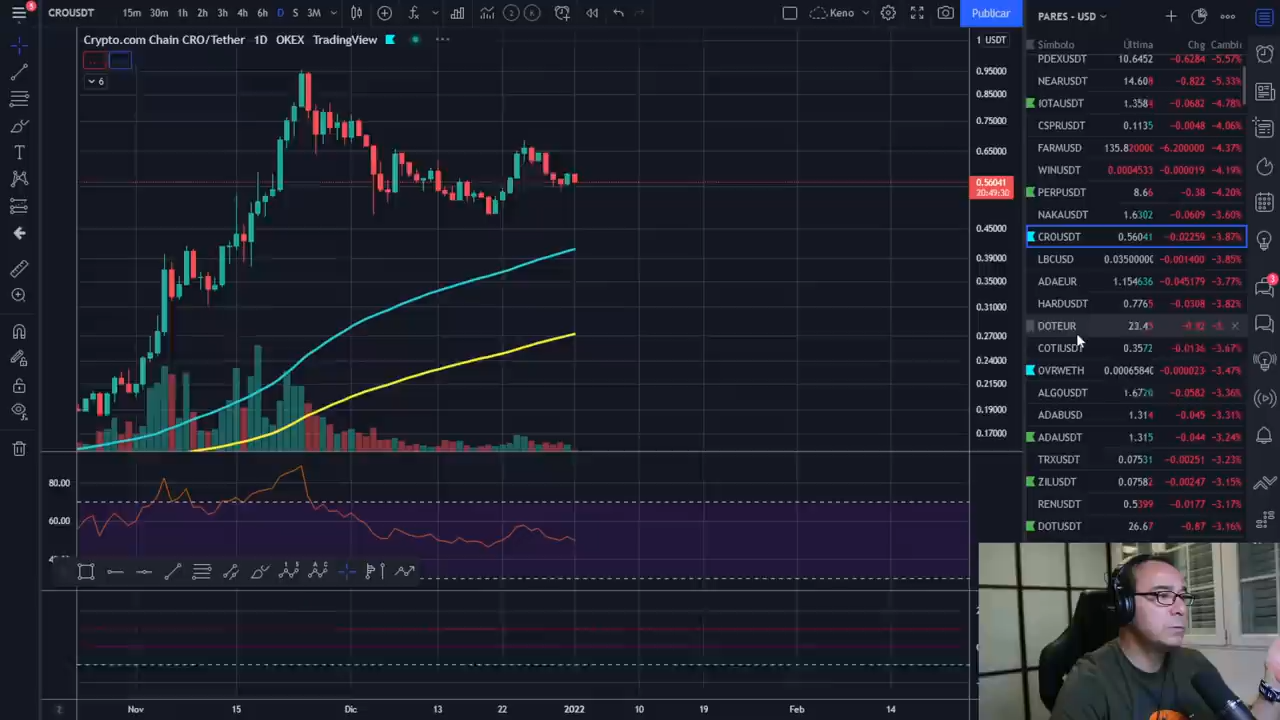 5
CROUSDT 15m 30m 1h 2h 3h 4h 6h D S 3M 2 K Keno Publicar PARES - USD
Crypto.com Chain CRO/Tether 1D OKEX TradingView
6
1 USDT
0.95000
0.85000
0.75000
0.65000
0.56041
20:49:30
0.45000
0.39000
0.35000
0.31000
0.27000
0.24000
0.21500
0.19000
0.17000
80.00
60.00
2 Nov 15 Dic 13 22 2022 10 19 Feb 14
Símbolo Última Chg
PDEXUSDT 10.6452 -0.6284 -5.57%
NEARUSDT 14.608 -0.822 -5.33%
IOTAUSDT 1.3584 -0.0682 -4.78%
CSPRUSDT 0.1135 -0.0048 -4.06%
FARMUSD 135.82000 -6.200000 -4.37%
WINUSDT 0.0004533 -0.000019 -4.19%
PERPUSDT 8.66 -0.38 -4.20%
NAKAUSDT 1.6302 -0.0609 -3.60%
CROUSDT 0.56041 -0.02259 -3.87%
LBCUSD 0.0350000 -0.001400 -3.85%
ADAEUR 1.154636 -0.045179 -3.77%
HARDUSDT 0.7765 -0.0308 -3.82%
DOTEUR
COTIUSDT 0.3572 -0.0136 -3.67%
OVRWETH 0.0006584 -0.000023 -3.47%
ALGOUSDT 1.6720 -0.0582 -3.36%
ADABUSD 1.314 -0.045 -3.31%
ADAUSDT 1.315 -0.044 -3.24%
TRXUSDT 0.07531 -0.00251 -3.23%
ZILUSDT 0.07582 -0.00247 -3.15%
RENUSDT 0.5399 -0.0177 -3.17%
DOTUSDT 26.67 -0.87 -3.16%
3